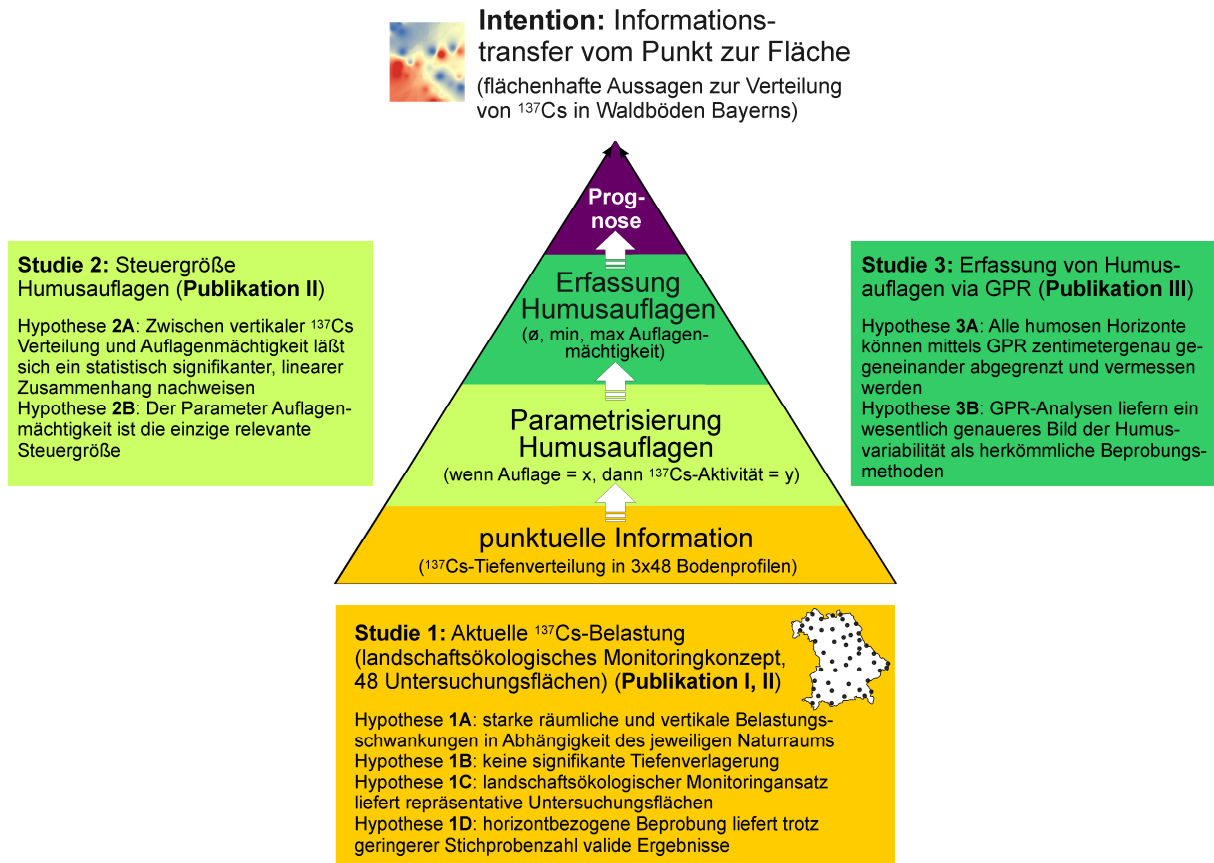 Intention: Informations-
transfer vom Punkt zur Fläche
(flächenhafte Aussagen zur Verteilung
von ¹³⁷Cs in Waldböden Bayerns)
Prog-
nose
Erfassung
Humusauflagen
(ø, min, max Auflagen-
mächtigkeit)
Parametrisierung
Humusauflagen
(wenn Auflage = x, dann ¹³⁷Cs-Aktivität = y)
punktuelle Information
(¹³⁷Cs-Tiefenverteilung in 3x48 Bodenprofilen)
Studie 2: Steuergröße
Humusauflagen (Publikation II)
Hypothese 2A: Zwischen vertikaler ¹³⁷Cs
Verteilung und Auflagenmächtigkeit läßt
sich ein statistisch signifikanter, linearer
Zusammenhang nachweisen
Hypothese 2B: Der Parameter Auflagen-
mächtigkeit ist die einzige relevante
Steuergröße
Studie 3: Erfassung von Humus-
auflagen via GPR (Publikation III)
Hypothese 3A: Alle humosen Horizonte
können mittels GPR zentimetergenau ge-
geneinander abgegrenzt und vermessen
werden
Hypothese 3B: GPR-Analysen liefern ein
wesentlich genaueres Bild der Humus-
variabilität als herkömmliche Beprobungs-
methoden
Studie 1: Aktuelle ¹³⁷Cs-Belastung
(landschaftsökologisches Monitoringkonzept,
48 Untersuchungsflächen) (Publikation I, II)
Hypothese 1A: starke räumliche und vertikale Belastungs-
schwankungen in Abhängigkeit des jeweiligen Naturraums
Hypothese 1B: keine signifikante Tiefenverlagerung
Hypothese 1C: landschaftsökologischer Monitoringansatz
liefert repräsentative Untersuchungsflächen
Hypothese 1D: horizontbezogene Beprobung liefert trotz
geringerer Stichprobenzahl valide Ergebnisse